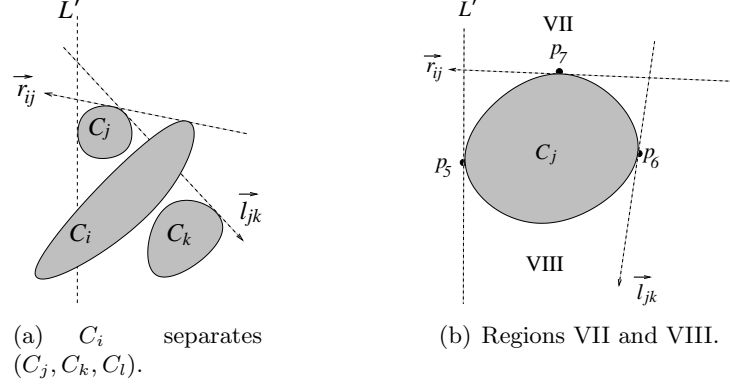 L'
r_ij
C_j
C_i
C_k
l_jk
(a) C_i separates
(C_j, C_k, C_l).
L'
VII
p_7
r_ij
p_5
C_j
p_6
VIII
l_jk
(b) Regions VII and VIII.